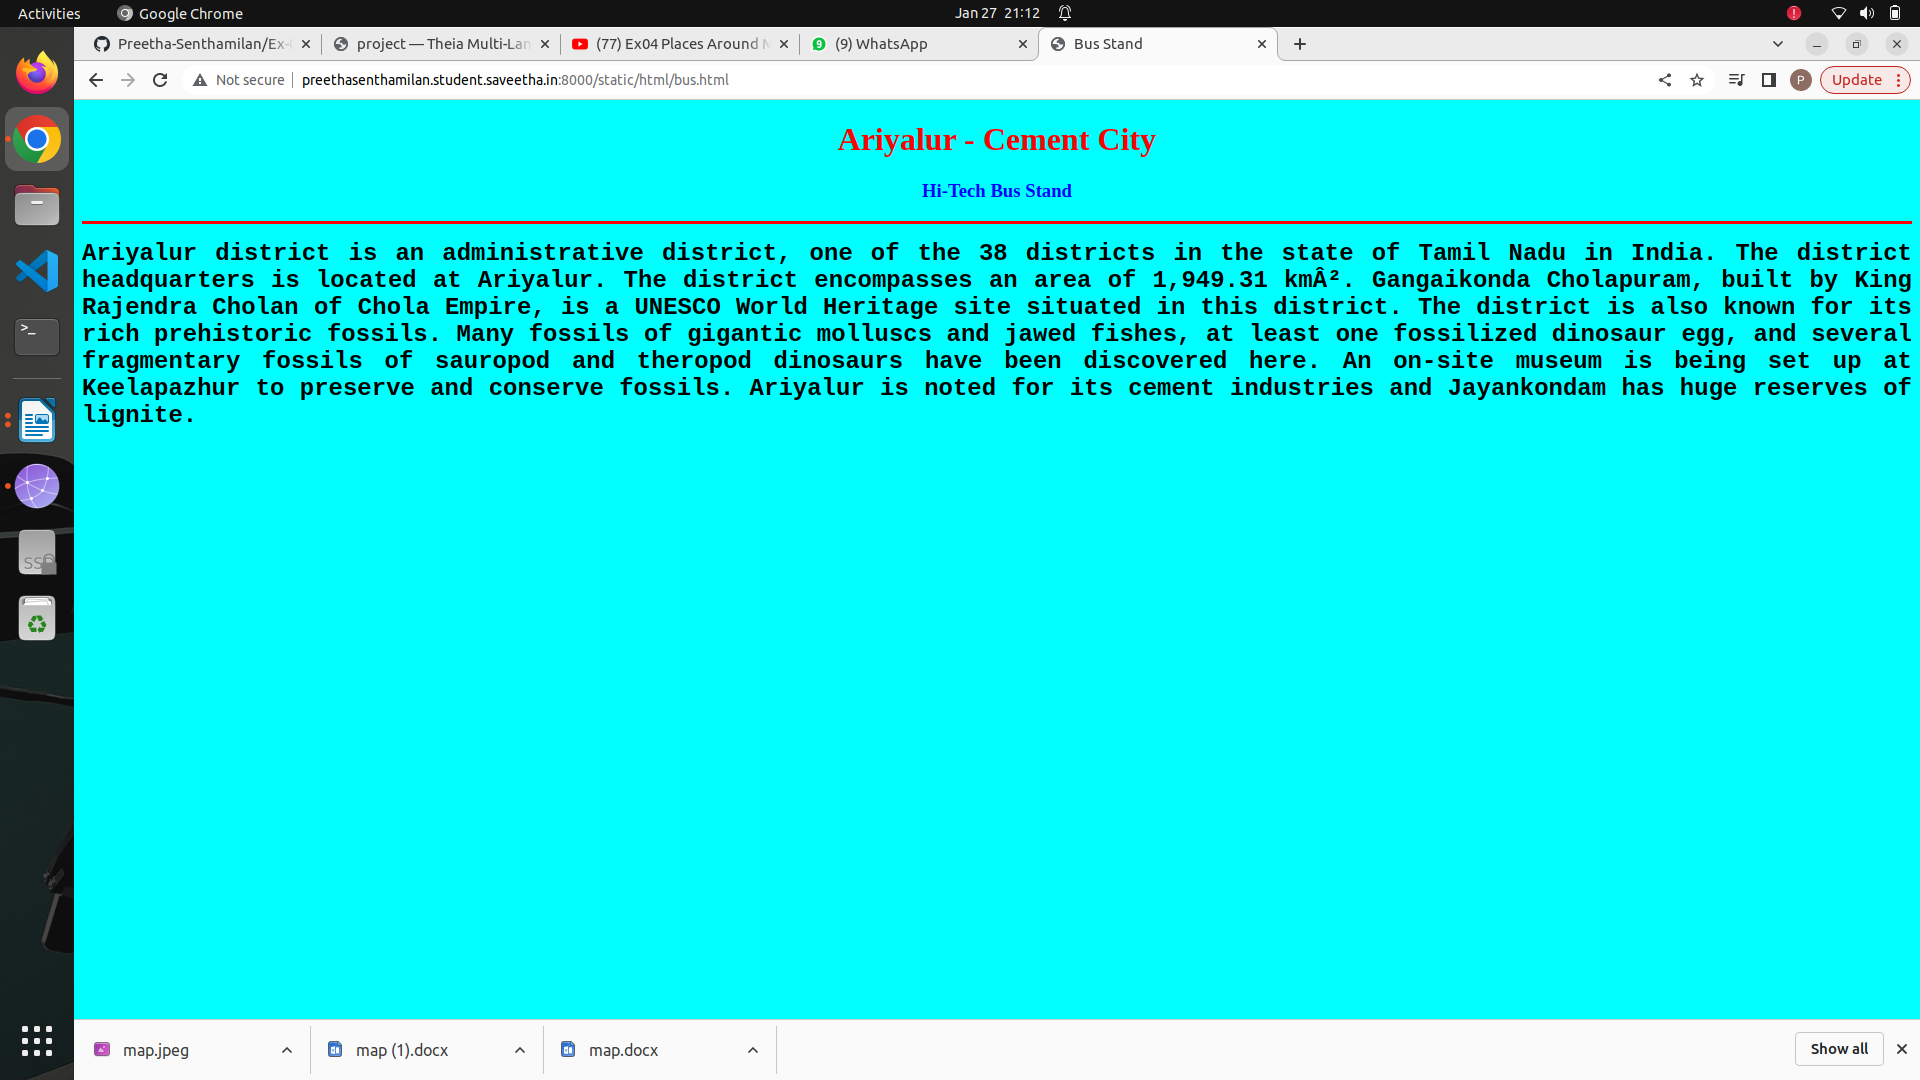 Activities
Google Chrome
Jan 27 21:12
Preetha-Senthamilan/Ex-
project — Theia Multi-Lan
(77) Ex04 Places Around M
(9) WhatsApp
Bus Stand
Not secure
preethasenthamilan.student.saveetha.in:8000/static/html/bus.html
P
Update
Ariyalur - Cement City
Hi-Tech Bus Stand
Ariyalur district is an administrative district, one of the 38 districts in the state of Tamil Nadu in India. The district
headquarters is located at Ariyalur. The district encompasses an area of 1,949.31 kmÂ². Gangaikonda Cholapuram, built by King
Rajendra Cholan of Chola Empire, is a UNESCO World Heritage site situated in this district. The district is also known for its
rich prehistoric fossils. Many fossils of gigantic molluscs and jawed fishes, at least one fossilized dinosaur egg, and several
fragmentary fossils of sauropod and theropod dinosaurs have been discovered here. An on-site museum is being set up at
Keelapazhur to preserve and conserve fossils. Ariyalur is noted for its cement industries and Jayankondam has huge reserves of
lignite.
map.jpeg
map (1).docx
map.docx
Show all